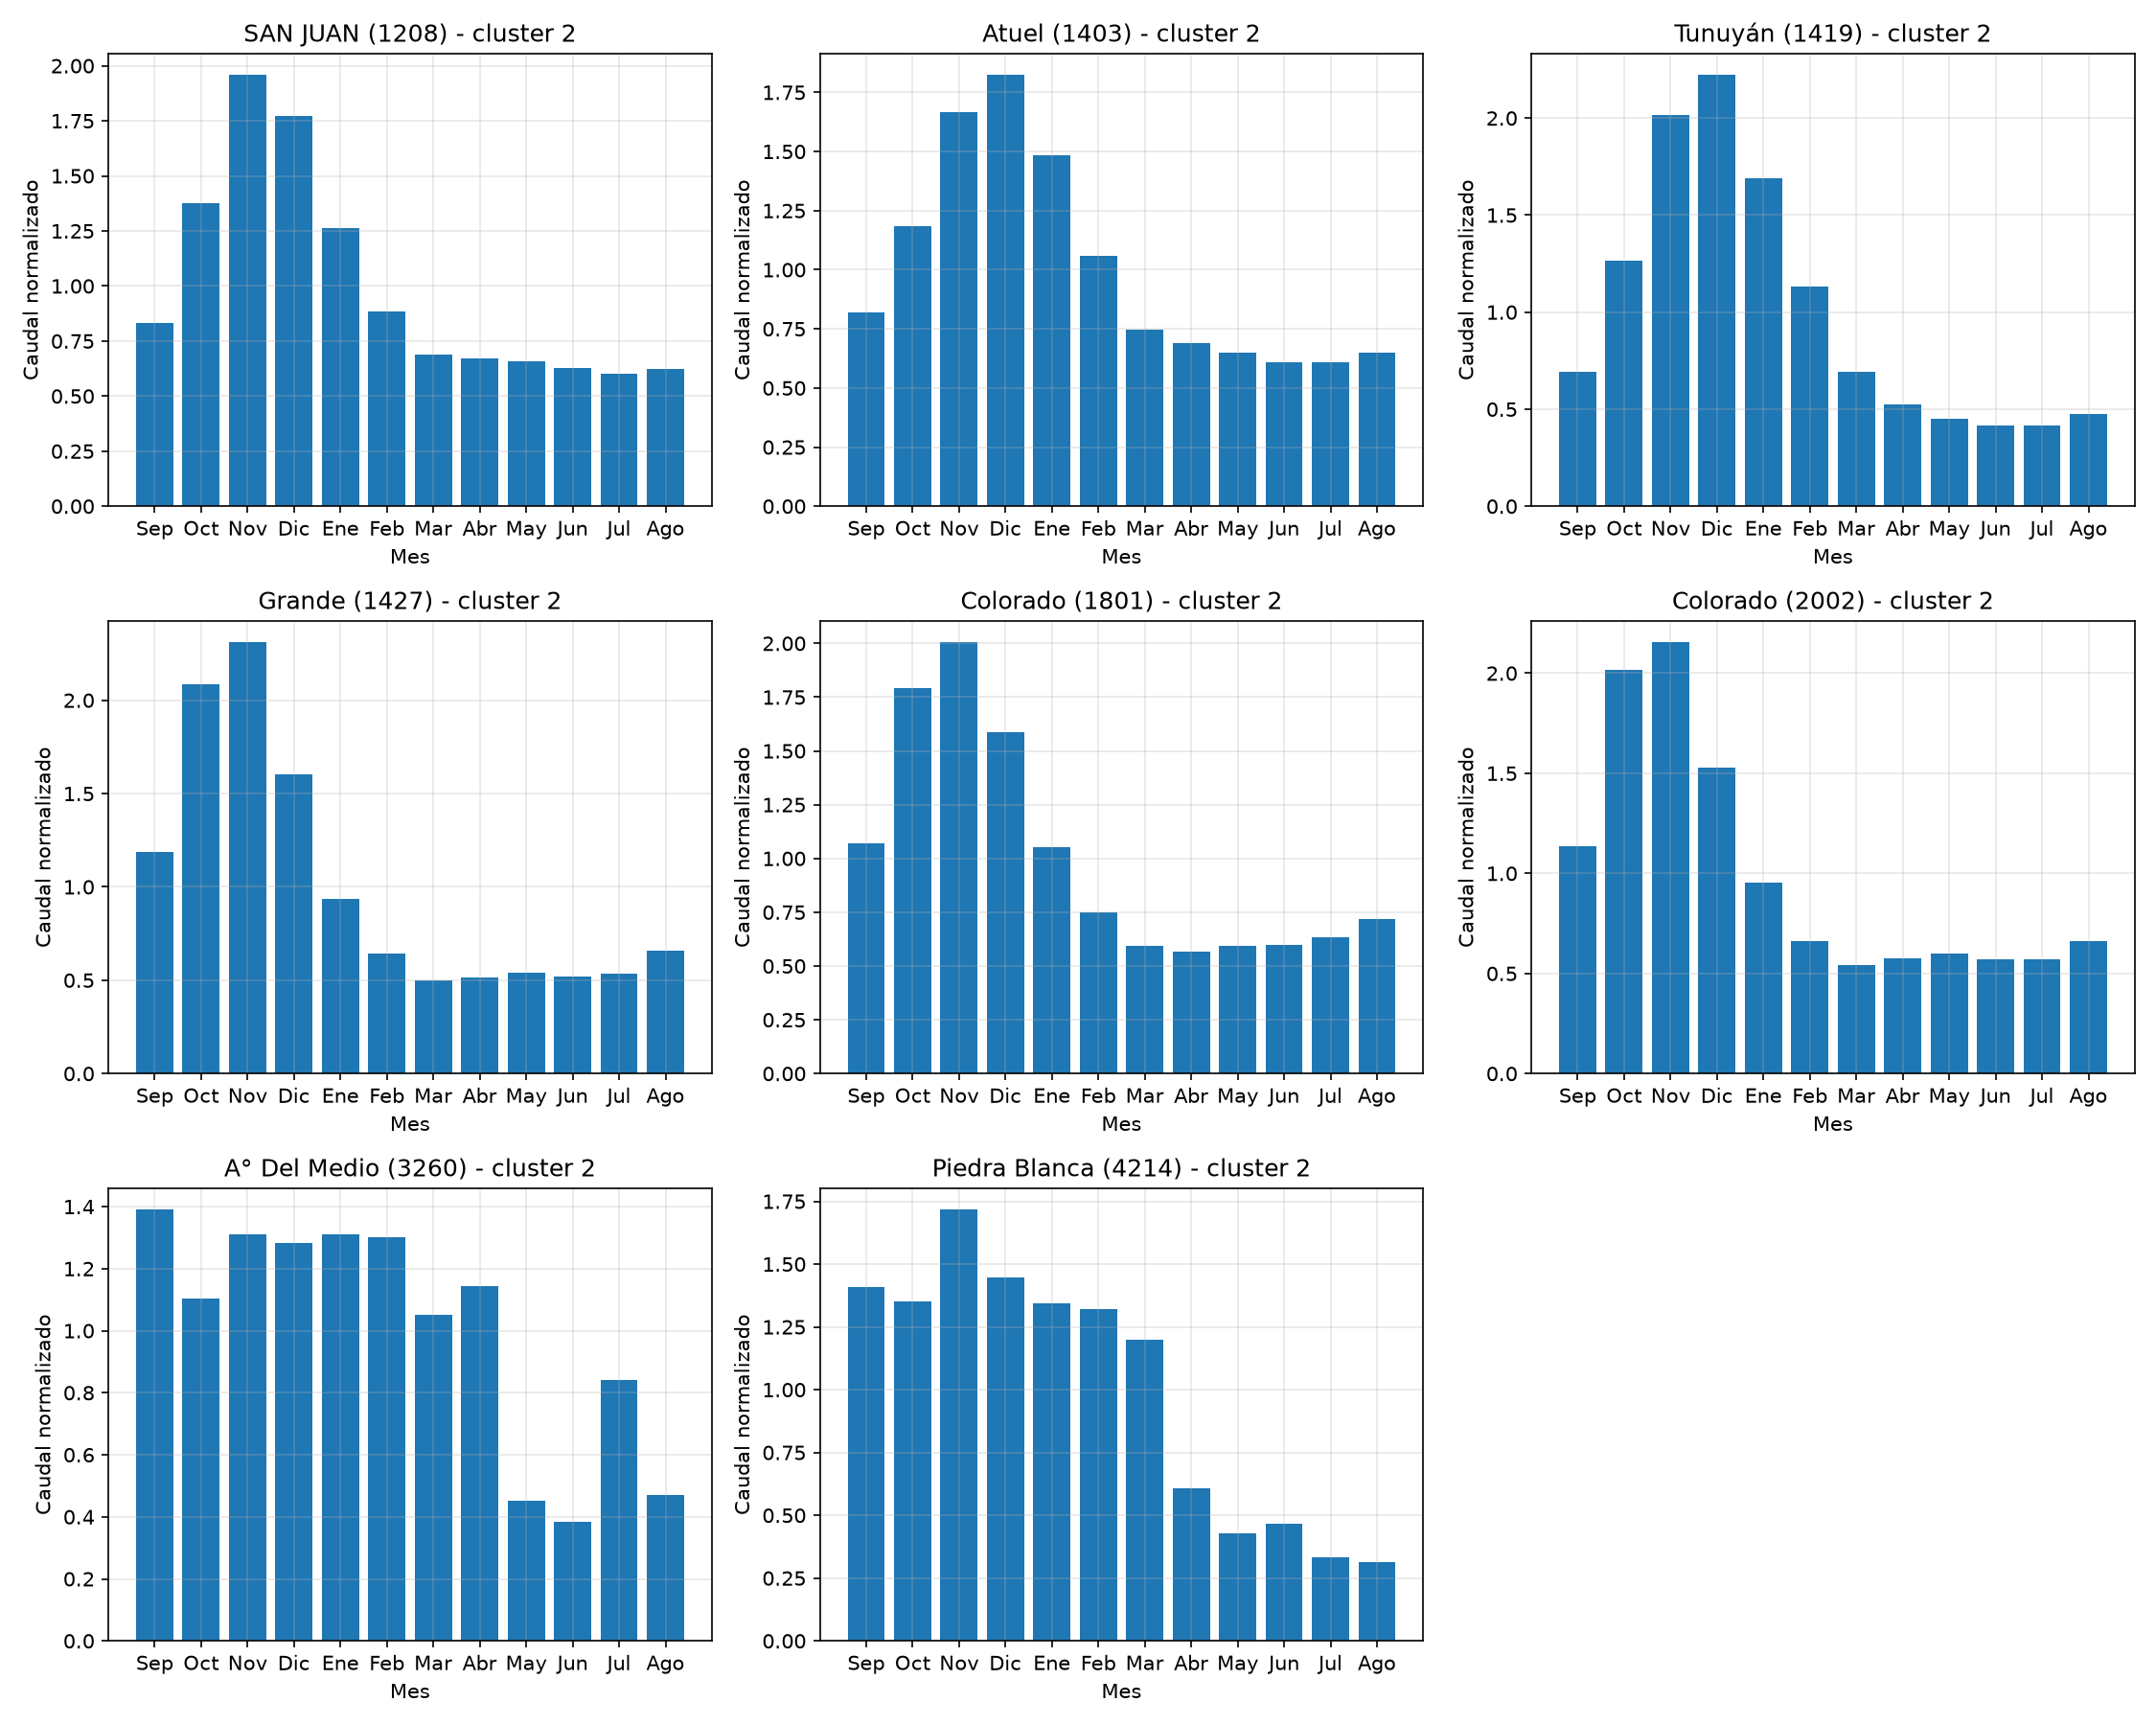 SAN JUAN (1208) - cluster 2
Caudal normalizado
2.00
1.75
1.50
1.25
1.00
0.75
0.50
0.25
0.00
Sep Oct Nov Dic Ene Feb Mar Abr May Jun Jul Ago
Mes
Atuel (1403) - cluster 2
Caudal normalizado
1.75
1.50
1.25
1.00
0.75
0.50
0.25
0.00
Sep Oct Nov Dic Ene Feb Mar Abr May Jun Jul Ago
Mes
Tunuyán (1419) - cluster 2
Caudal normalizado
2.0
1.5
1.0
0.5
0.0
Sep Oct Nov Dic Ene Feb Mar Abr May Jun Jul Ago
Mes
Grande (1427) - cluster 2
Caudal normalizado
2.0
1.5
1.0
0.5
0.0
Sep Oct Nov Dic Ene Feb Mar Abr May Jun Jul Ago
Mes
Colorado (1801) - cluster 2
Caudal normalizado
2.00
1.75
1.50
1.25
1.00
0.75
0.50
0.25
0.00
Sep Oct Nov Dic Ene Feb Mar Abr May Jun Jul Ago
Mes
Colorado (2002) - cluster 2
Caudal normalizado
2.0
1.5
1.0
0.5
0.0
Sep Oct Nov Dic Ene Feb Mar Abr May Jun Jul Ago
Mes
A° Del Medio (3260) - cluster 2
Caudal normalizado
1.4
1.2
1.0
0.8
0.6
0.4
0.2
0.0
Sep Oct Nov Dic Ene Feb Mar Abr May Jun Jul Ago
Mes
Piedra Blanca (4214) - cluster 2
Caudal normalizado
1.75
1.50
1.25
1.00
0.75
0.50
0.25
0.00
Sep Oct Nov Dic Ene Feb Mar Abr May Jun Jul Ago
Mes